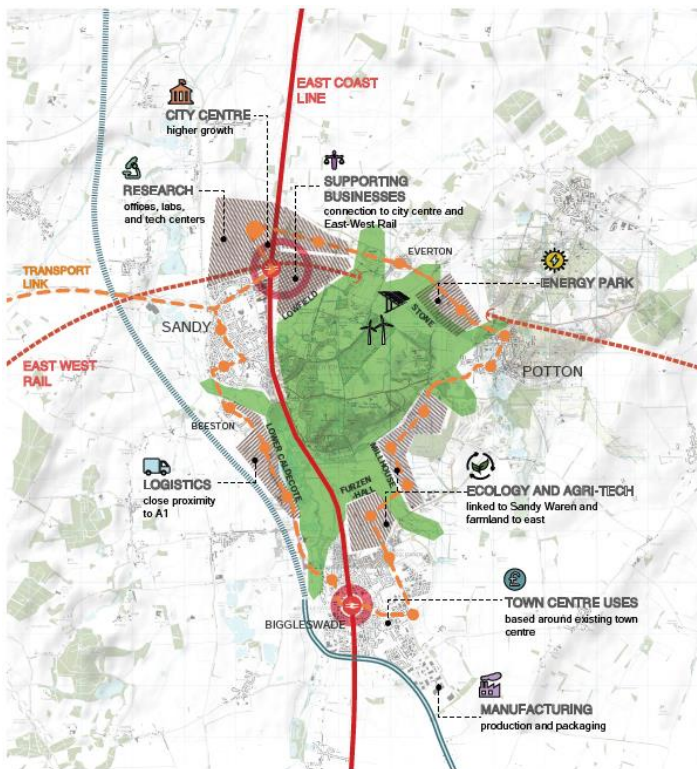 EAST COAST
LINE
CITY CENTRE
higher growth
RESEARCH
offices, labs,
and tech centers
SUPPORTING
BUSINESSES
connection to city centre and
East-West Rail
EVERTON
ENERGY PARK
TRANSPORT
LINK
LOWFIELD
STONE
SANDY
EAST WEST
RAIL
POTTON
BEESTON
LOWER CALDECOTE
MILLHOUSE
LOGISTICS
close proximity
to A1
FURZEN
-HALL
ECOLOGY AND AGRI-TECH
linked to Sandy Waren and
farmland to east
TOWN CENTRE USES
based around existing town
centre
BIGGLESWADE
MANUFACTURING
production and packaging